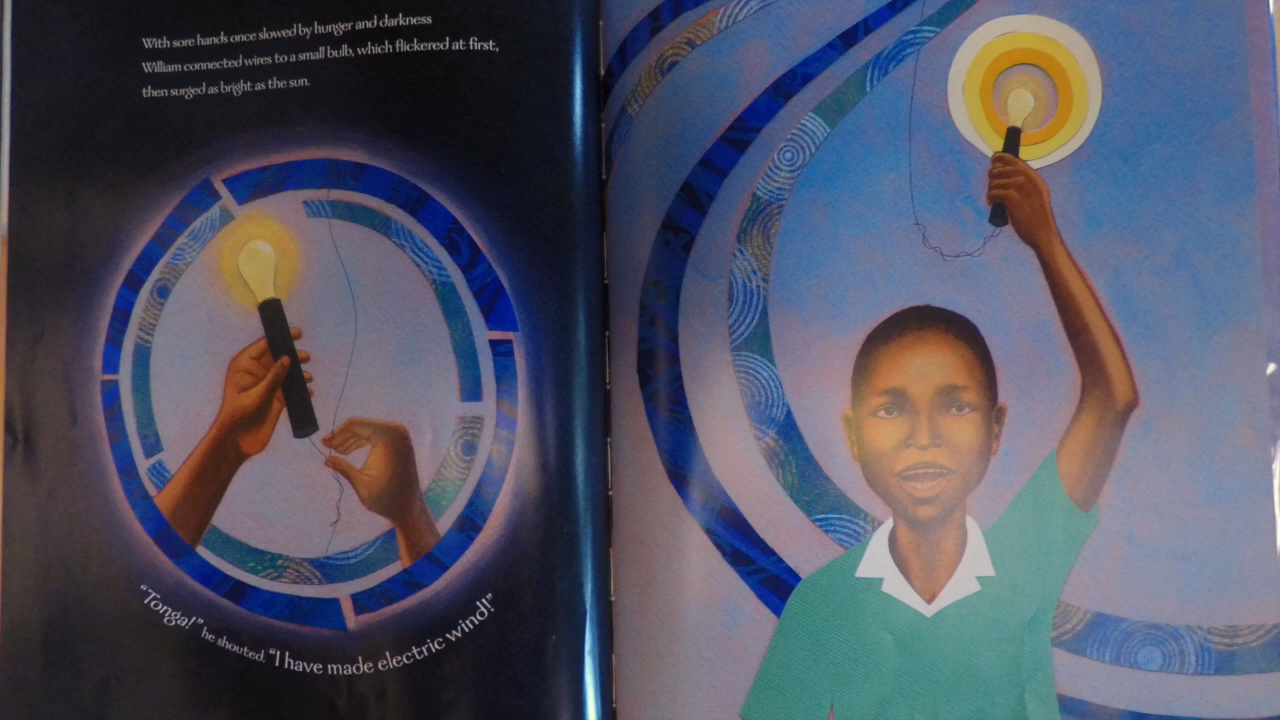 With sore hands once slowed by hunger and darkness
William connected wires to a small bulb, which flickered at first,
then surged as bright as the sun.
"Tonga!" he shouted, "I have made electric wind!"